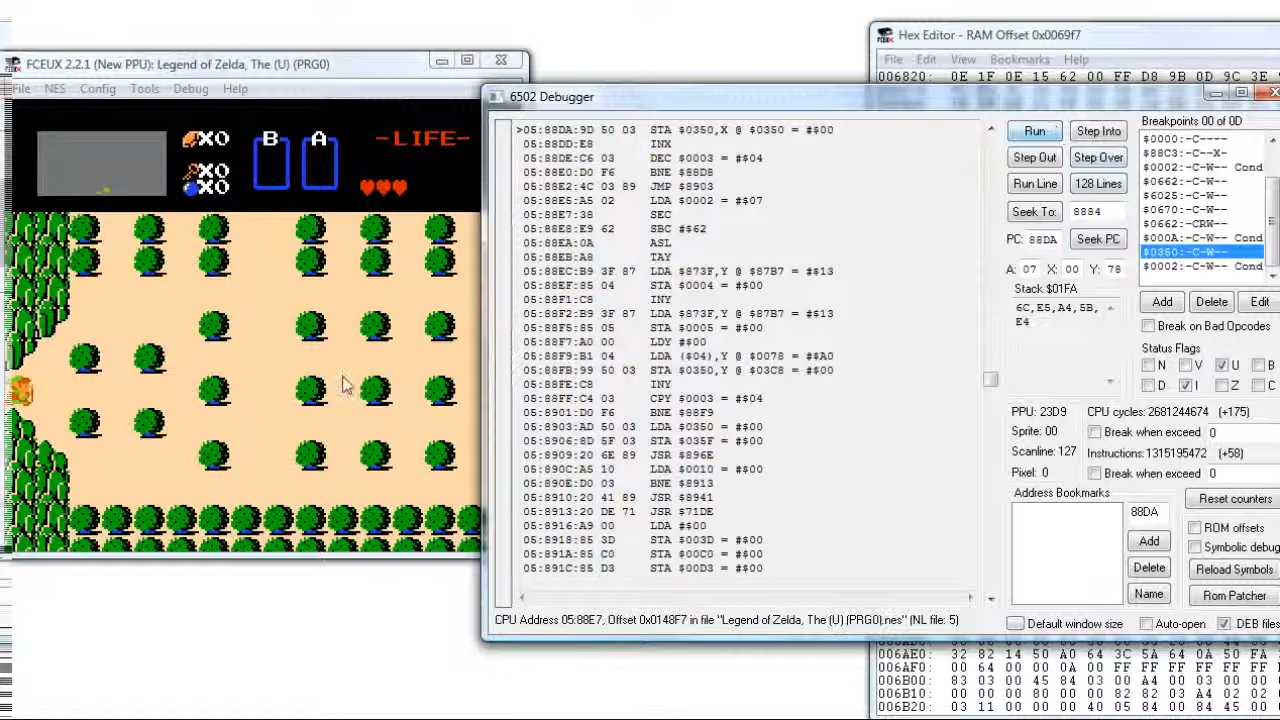 Hex Editor - RAM Offset 0x0069f7
File Edit View Bookmarks Help
006820: 0E 1F 0E 15 62 00 FF D8 9B 0D 9C 3E
FCEUX 2.2.1 (New PPU): Legend of Zelda, The (U) (PRG0)
File NES Config Tools Debug Help
X0
X0
X0
B A
-LIFE-
6502 Debugger
>05:88DA:9D 50 03 STA $0350,X @ $0350 = #$00
05:88DD:E8 INX
05:88DE:C6 03 DEC $0003 = #$04
05:88E0:D0 F6 BNE $88D8
05:88E2:4C 03 89 JMP $8903
05:88E5:A5 02 LDA $0002 = #$07
05:88E7:38 SEC
05:88E8:E9 62 SBC #$62
05:88EA:0A ASL
05:88EB:A8 TAY
05:88EC:B9 3F 87 LDA $873F,Y @ $87B7 = #$13
05:88EF:85 04 STA $0004 = #$00
05:88F1:C8 INY
05:88F2:B9 3F 87 LDA $873F,Y @ $87B7 = #$13
05:88F5:85 05 STA $0005 = #$00
05:88F7:A0 00 LDY #$00
05:88F9:B1 04 LDA ($04),Y @ $0078 = #$A0
05:88FB:99 50 03 STA $0350,Y @ $03C8 = #$00
05:88FE:C8 INY
05:88FF:C4 03 CPY $0003 = #$04
05:8901:D0 F6 BNE $88F9
05:8903:AD 50 03 LDA $0350 = #$00
05:8906:8D 5F 03 STA $035F = #$00
05:8909:20 6E 89 JSR $896E
05:890C:A5 10 LDA $0010 = #$00
05:890E:D0 03 BNE $8913
05:8910:20 41 89 JSR $8941
05:8913:20 DE 71 JSR $71DE
05:8916:A9 00 LDA #$00
05:8918:85 3D STA $003D = #$00
05:891A:85 C0 STA $00C0 = #$00
05:891C:85 D3 STA $00D3 = #$00
CPU Address 05:88E7, Offset 0x0148F7 in file "Legend of Zelda, The (U) (PRG0).nes" (NL file: 5)
Run Step Into
Step Out Step Over
Run Line 128 Lines
Seek To: 8884
PC: 88DA Seek PC
A: 07 X: 00 Y: 78
Stack $01FA
6C,E5,A4,5B,
E4
Breakpoints 00 of 0D
$0000:-C----
$88C3:-C--X-
$0002:-C-W-- Cond
$0662:-C-W--
$6025:-C-W--
$0670:-C-W--
$0662:-CRW--
$000A:-C-W-- Cond
$0350:-C-W--
$0002:-C-W-- Cond
Add Delete Edit
Break on Bad Opcodes
Status Flags
N V U B
D I Z C
PPU: 23D9 CPU cycles: 2681244674 (+175)
Sprite: 00 Break when exceed 0
Scanline: 127 Instructions: 1315195472 (+58)
Pixel: 0 Break when exceed 0
Address Bookmarks
88DA
Add
Delete
Name
Reset counters
ROM offsets
Symbolic debug
Reload Symbols
Rom Patcher
Default window size Auto-open .DEB files
006AE0: 32 82 14 50 A0 64 3C 5A 64 0A 50 FA
006AF0: 00 64 00 00 0A 00 FF FF FF FF FF
006B00: 83 03 00 45 84 03 00 A4 00 03 00 00
006B10: 00 00 00 80 00 00 82 82 03 A4 02 02
006B20: 03 11 00 00 00 40 05 84 00 84 45 00